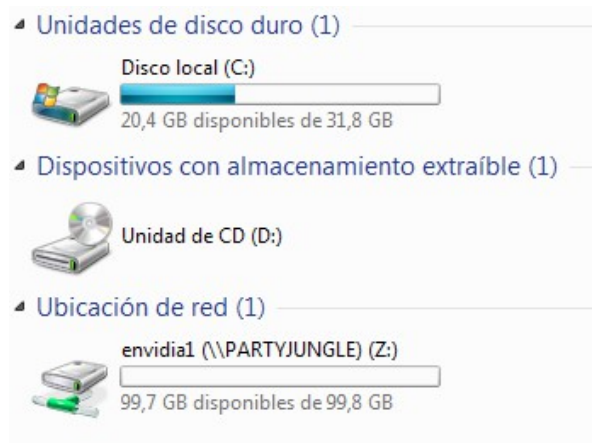 Unidades de disco duro (1)
Disco local (C:)
20,4 GB disponibles de 31,8 GB
Dispositivos con almacenamiento extraíble (1)
Unidad de CD (D:)
Ubicación de red (1)
envidia1 (\\PARTYJUNGLE) (Z:)
99,7 GB disponibles de 99,8 GB